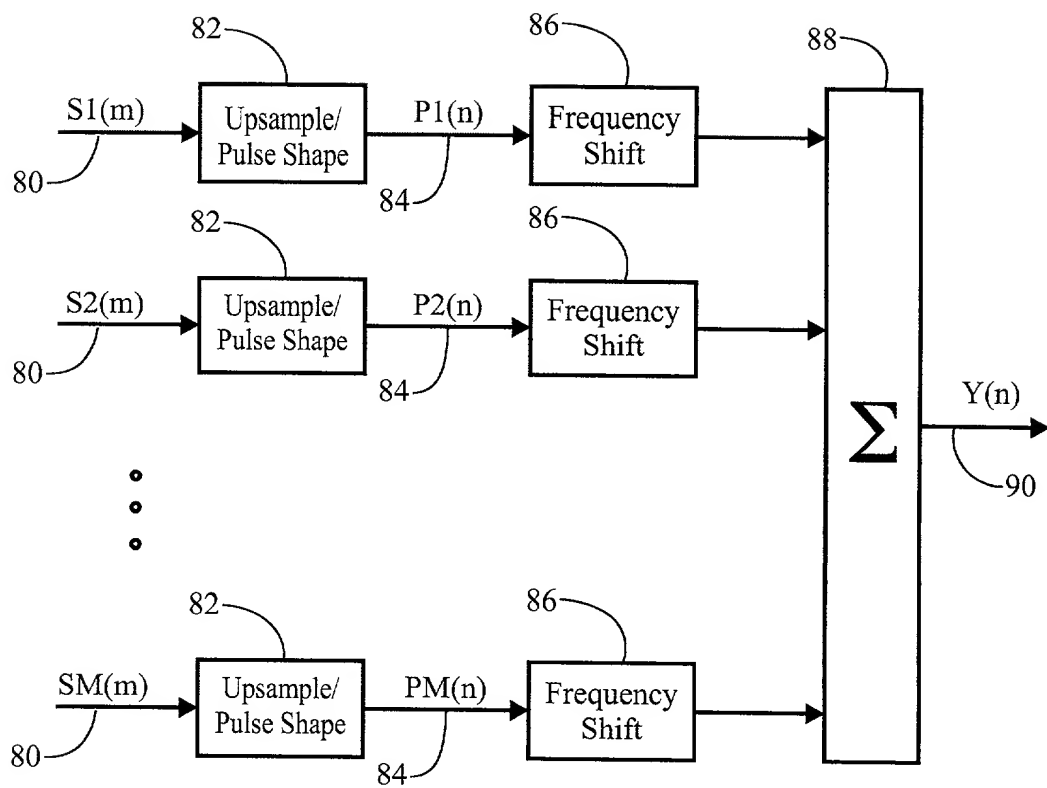 82
86
88
S1(m)
Upsample/
Pulse Shape
P1(n)
Frequency
Shift
80
84
82
86
S2(m)
Upsample/
Pulse Shape
P2(n)
Frequency
Shift
80
84
Σ
Y(n)
90
82
86
SM(m)
Upsample/
Pulse Shape
PM(n)
Frequency
Shift
80
84